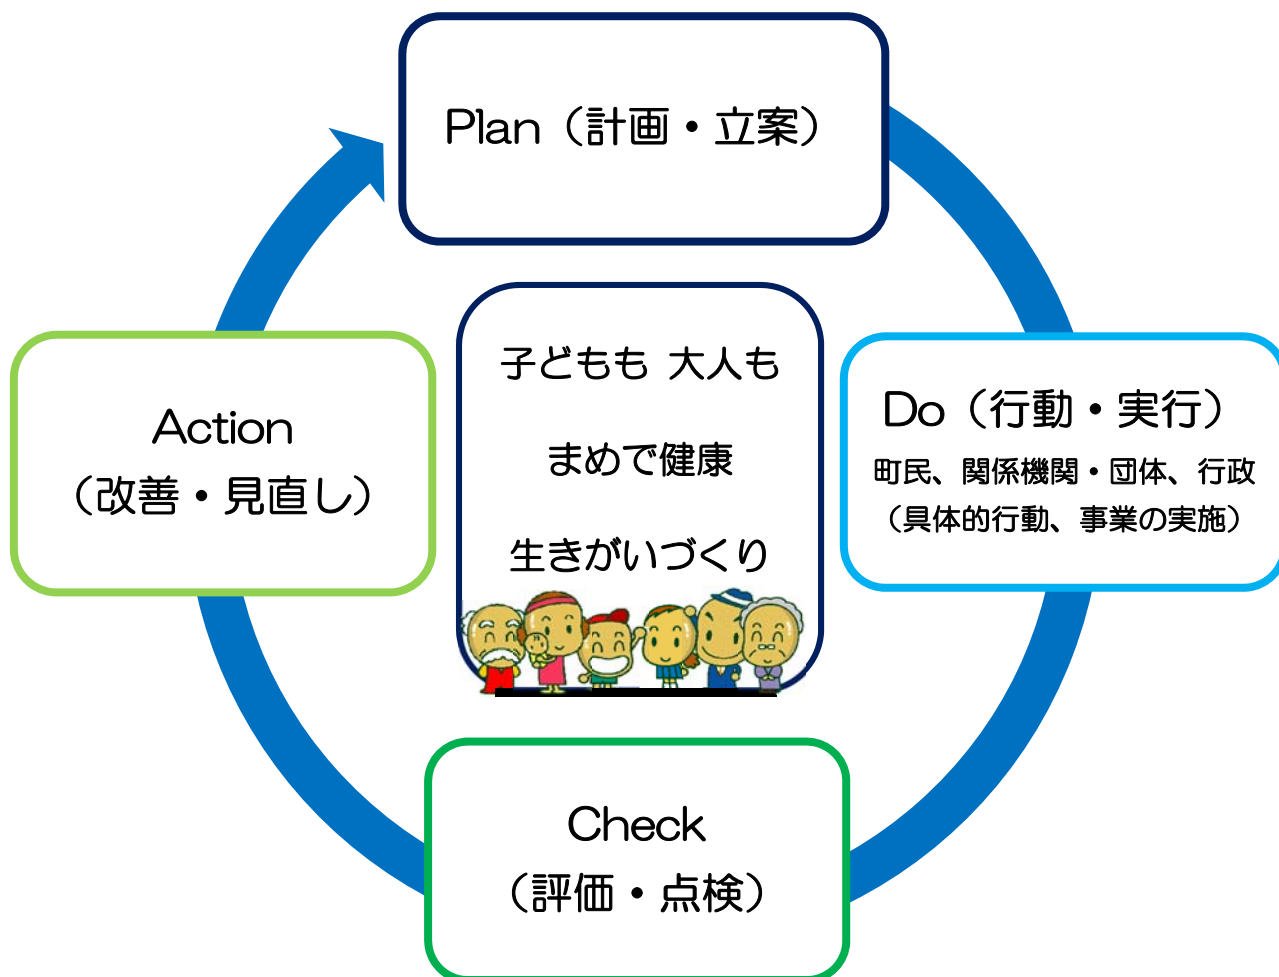 Plan（計画・立案）
子どもも 大人も
まめで健康
生きがいづくり
Do（行動・実行）
町民、関係機関・団体、行政
（具体的行動、事業の実施）
Check
（評価・点検）
Action
（改善・見直し）